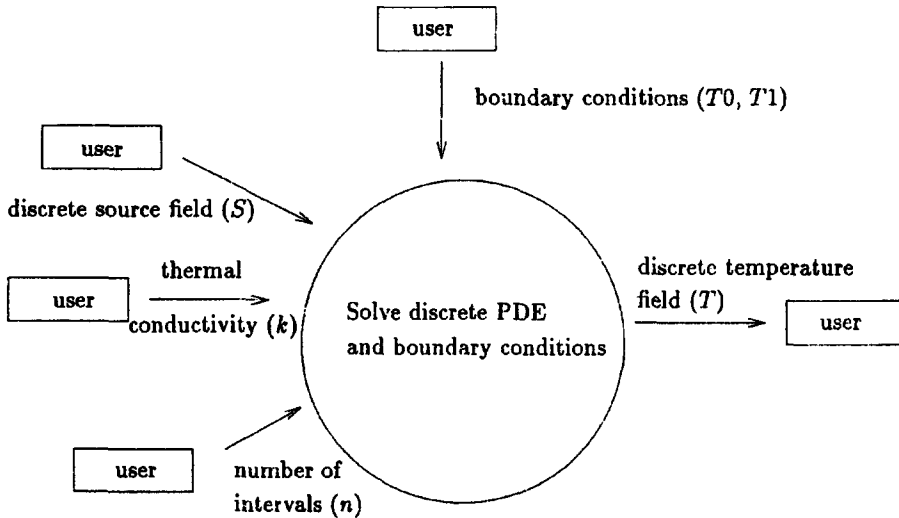 user
boundary conditions (T0, T1)
user
discrete source field (S)
user
thermal
conductivity (k)
Solve discrete PDE
and boundary conditions
discrete temperature
field (T)
user
user
number of
intervals (n)